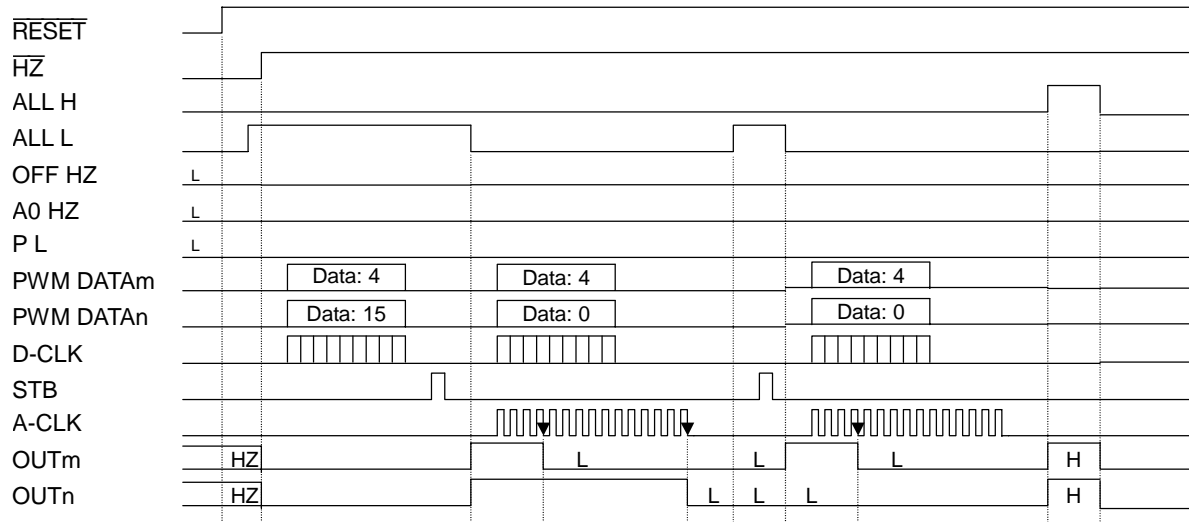 RESET
HZ
ALL H
ALL L
OFF HZ L
A0 HZ L
P L L
PWM DATAm Data: 4 Data: 4 Data: 4
PWM DATAn Data: 15 Data: 0 Data: 0
D-CLK
STB
A-CLK
OUTm HZ L L L H
OUTn HZ L L L H